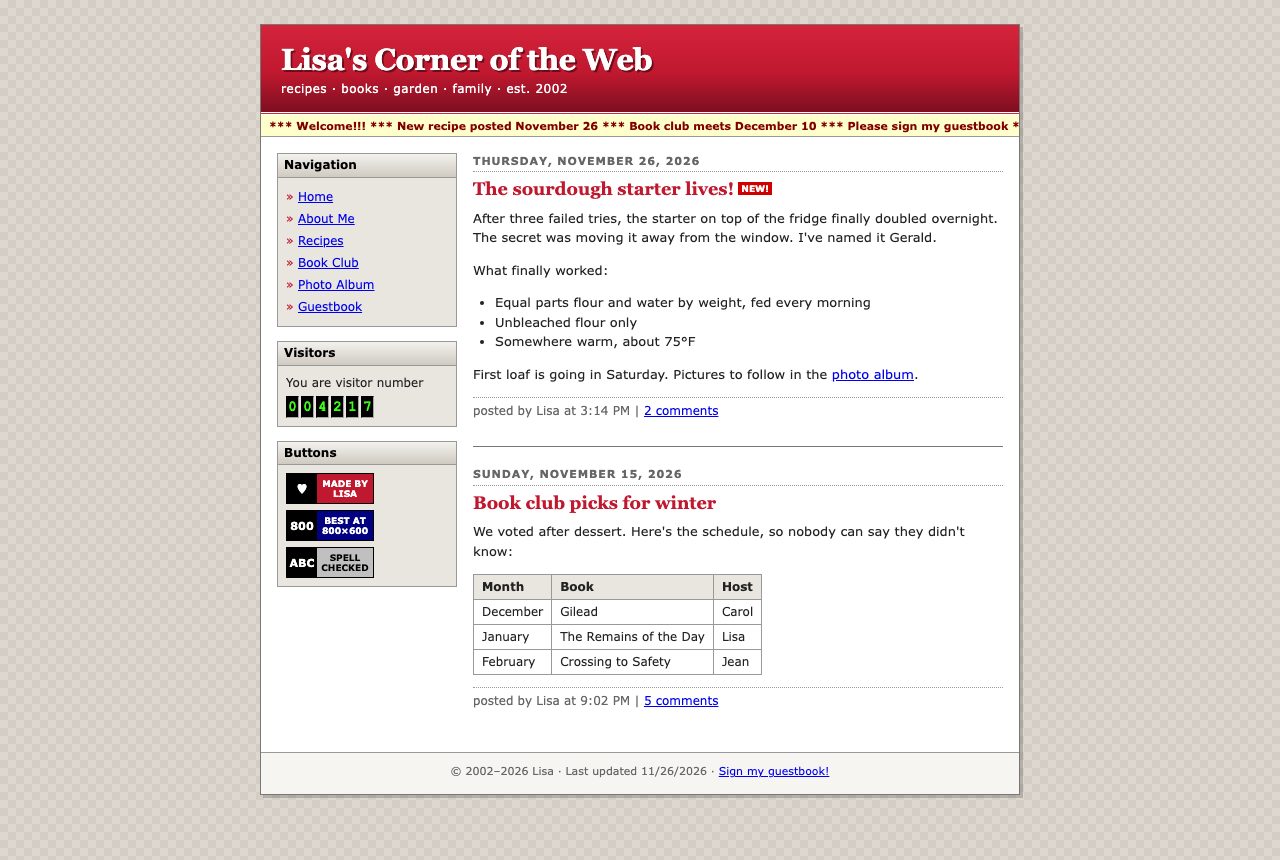 Lisa's Corner of the Web
recipes · books · garden · family · est. 2002
*** Welcome!!! *** New recipe posted November 26 *** Book club meets December 10 *** Please sign my guestbook *
Navigation
» Home
» About Me
» Recipes
» Book Club
» Photo Album
» Guestbook
Visitors
You are visitor number
004217
Buttons
♥ MADE BY
LISA
800 BEST AT
800×600
ABC SPELL
CHECKED
THURSDAY, NOVEMBER 26, 2026
The sourdough starter lives! NEW!
After three failed tries, the starter on top of the fridge finally doubled overnight.
The secret was moving it away from the window. I've named it Gerald.
What finally worked:
• Equal parts flour and water by weight, fed every morning
• Unbleached flour only
• Somewhere warm, about 75°F
First loaf is going in Saturday. Pictures to follow in the photo album.
posted by Lisa at 3:14 PM | 2 comments
SUNDAY, NOVEMBER 15, 2026
Book club picks for winter
We voted after dessert. Here's the schedule, so nobody can say they didn't
know:
Month Book Host
December Gilead Carol
January The Remains of the Day Lisa
February Crossing to Safety Jean
posted by Lisa at 9:02 PM | 5 comments
© 2002–2026 Lisa · Last updated 11/26/2026 · Sign my guestbook!